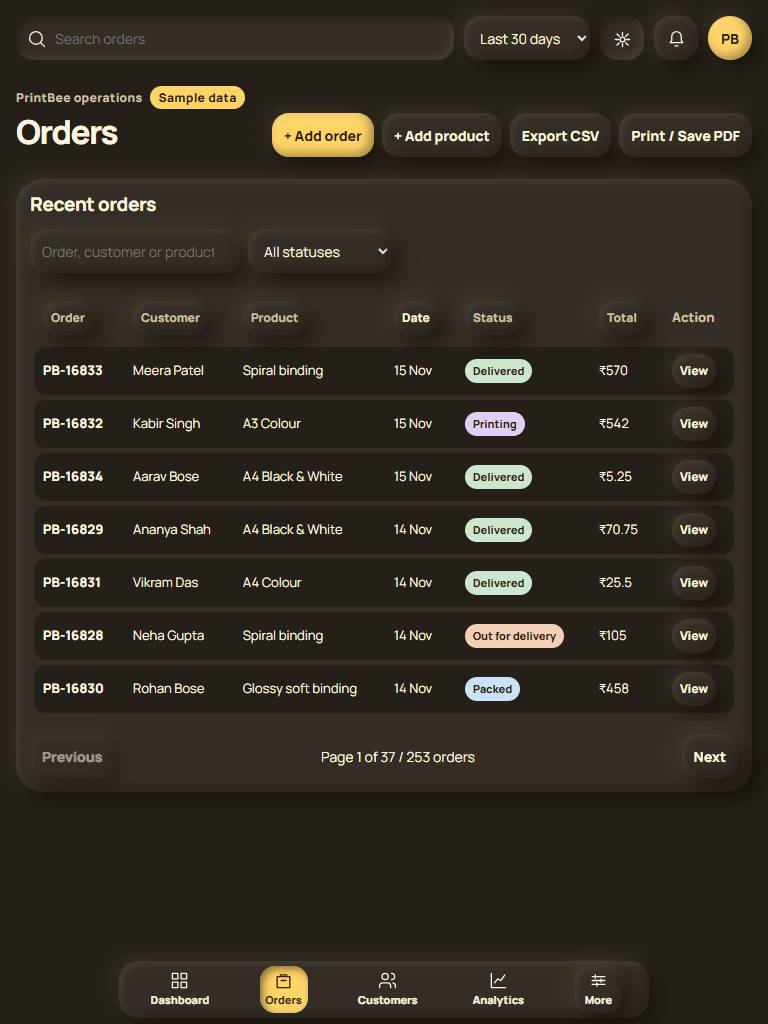 Search orders
Last 30 days
PB
PrintBee operations Sample data
Orders
+ Add order + Add product Export CSV Print / Save PDF
Recent orders
Order, customer or product All statuses
Order Customer Product Date Status Total Action
PB-16833 Meera Patel Spiral binding 15 Nov Delivered ₹570 View
PB-16832 Kabir Singh A3 Colour 15 Nov Printing ₹542 View
PB-16834 Aarav Bose A4 Black & White 15 Nov Delivered ₹5.25 View
PB-16829 Ananya Shah A4 Black & White 14 Nov Delivered ₹70.75 View
PB-16831 Vikram Das A4 Colour 14 Nov Delivered ₹25.5 View
PB-16828 Neha Gupta Spiral binding 14 Nov Out for delivery ₹105 View
PB-16830 Rohan Bose Glossy soft binding 14 Nov Packed ₹458 View
Previous Page 1 of 37 / 253 orders Next
Dashboard Orders Customers Analytics More